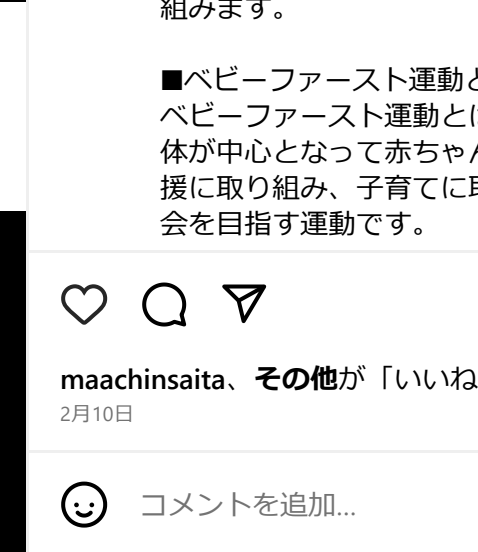 組みます。
■ベビーファースト運動と
ベビーファースト運動とは
体が中心となって赤ちゃん
援に取り組み、子育てに
会を目指す運動です。
maachinsaita、その他が「いいね
2月10日
コメントを追加...